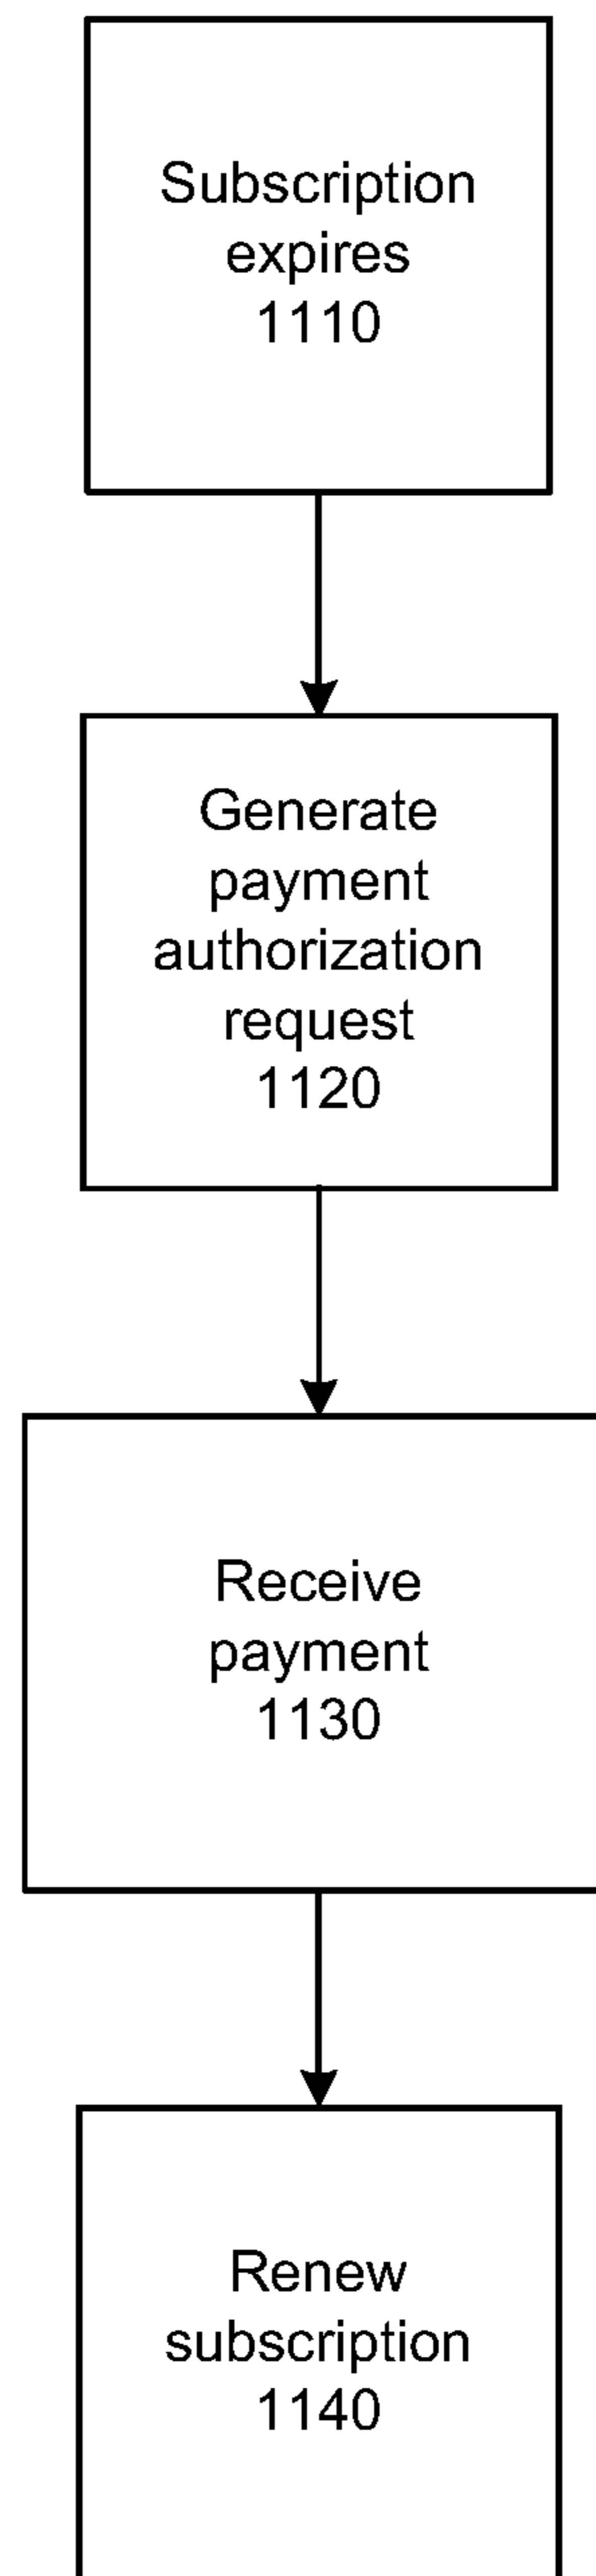 Subscription
expires
1110
Generate
payment
authorization
request
1120
Receive
payment
1130
Renew
subscription
1140